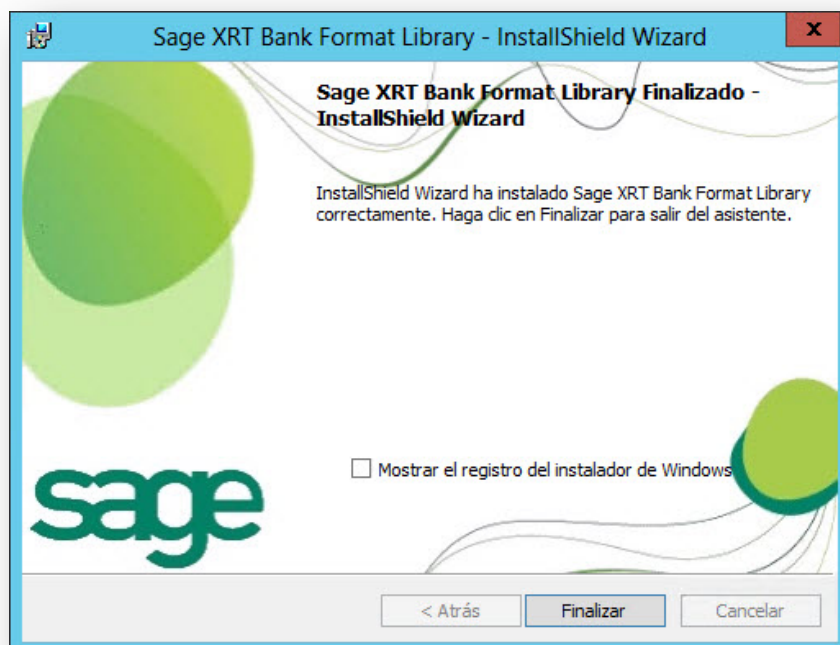 Sage XRT Bank Format Library - InstallShield Wizard
x
Sage XRT Bank Format Library Finalizado -
InstallShield Wizard
InstallShield Wizard ha instalado Sage XRT Bank Format Library
correctamente. Haga clic en Finalizar para salir del asistente.
Mostrar el registro del instalador de Windows
sage
< Atrás
Finalizar
Cancelar